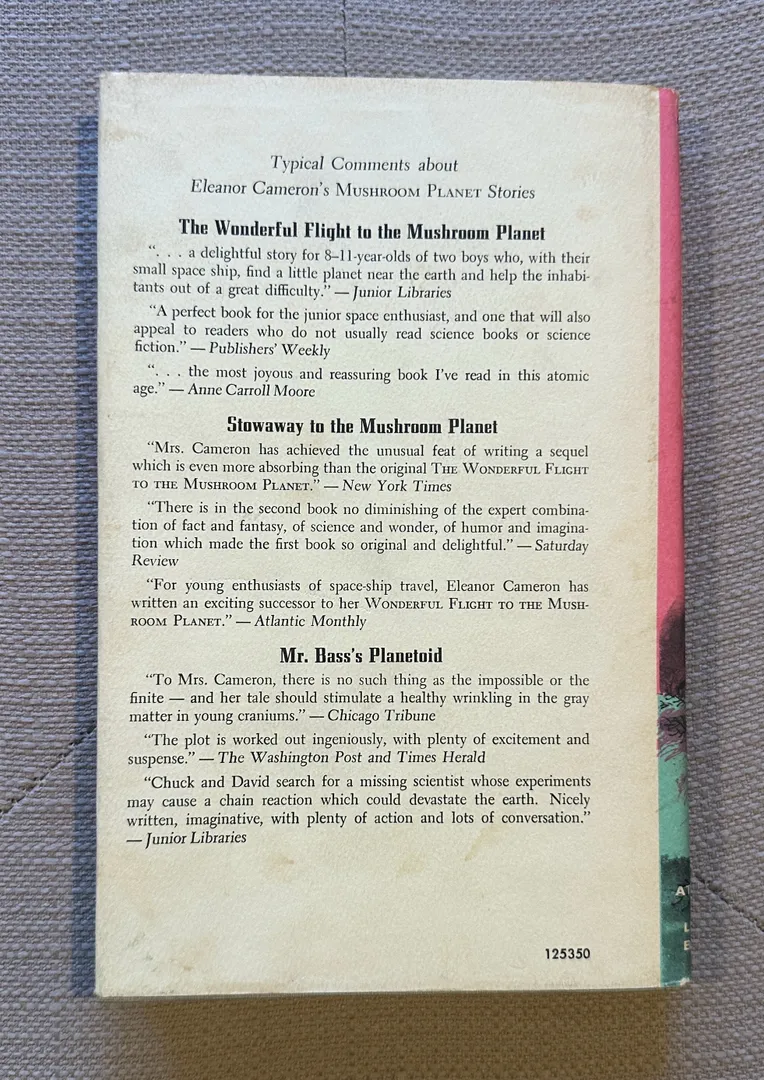 Typical Comments about
Eleanor Cameron's MUSHROOM PLANET Stories
The Wonderful Flight to the Mushroom Planet
". . . a delightful story for 8–11-year-olds of two boys who, with their
small space ship, find a little planet near the earth and help the inhabi-
tants out of a great difficulty." — Junior Libraries
"A perfect book for the junior space enthusiast, and one that will also
appeal to readers who do not usually read science books or science
fiction." — Publishers' Weekly
". . . the most joyous and reassuring book I've read in this atomic
age." — Anne Carroll Moore
Stowaway to the Mushroom Planet
"Mrs. Cameron has achieved the unusual feat of writing a sequel
which is even more absorbing than the original THE WONDERFUL FLIGHT
TO THE MUSHROOM PLANET." — New York Times
"There is in the second book no diminishing of the expert combina-
tion of fact and fantasy, of science and wonder, of humor and imagina-
tion which made the first book so original and delightful." — Saturday
Review
"For young enthusiasts of space-ship travel, Eleanor Cameron has
written an exciting successor to her WONDERFUL FLIGHT TO THE MUSH-
ROOM PLANET." — Atlantic Monthly
Mr. Bass's Planetoid
"To Mrs. Cameron, there is no such thing as the impossible or the
finite — and her tale should stimulate a healthy wrinkling in the gray
matter in young craniums." — Chicago Tribune
"The plot is worked out ingeniously, with plenty of excitement and
suspense." — The Washington Post and Times Herald
"Chuck and David search for a missing scientist whose experiments
may cause a chain reaction which could devastate the earth. Nicely
written, imaginative, with plenty of action and lots of conversation."
— Junior Libraries
125350